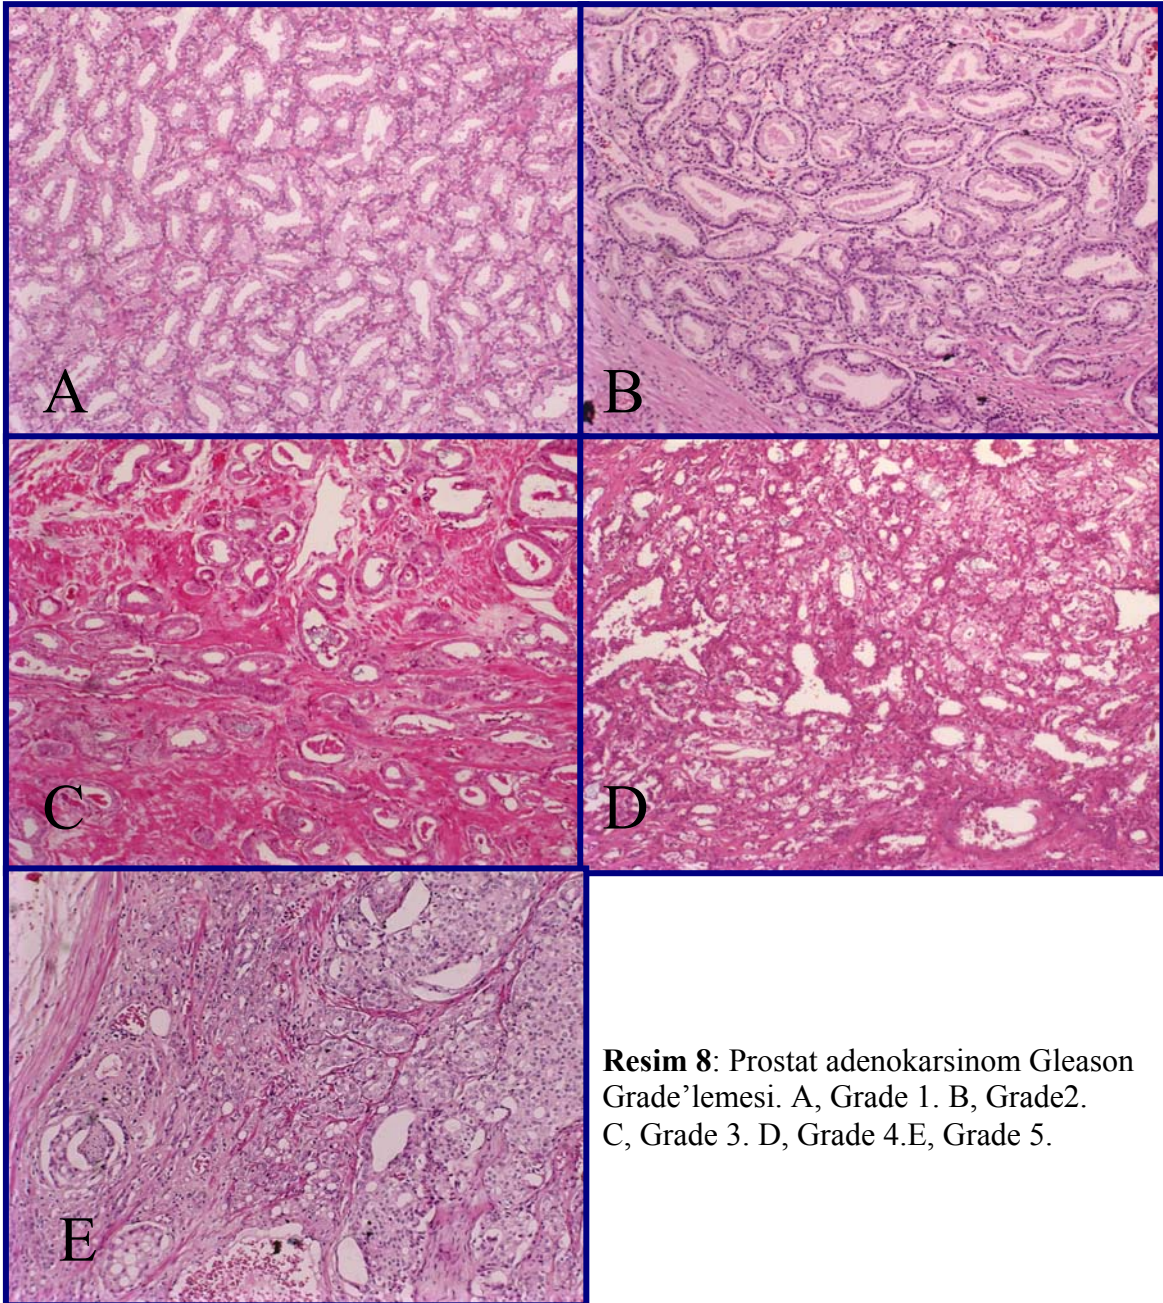 A
B
C
D
E
Resim 8: Prostat adenokarsinom Gleason
Grade’lemesi. A, Grade 1. B, Grade2.
C, Grade 3. D, Grade 4.E, Grade 5.